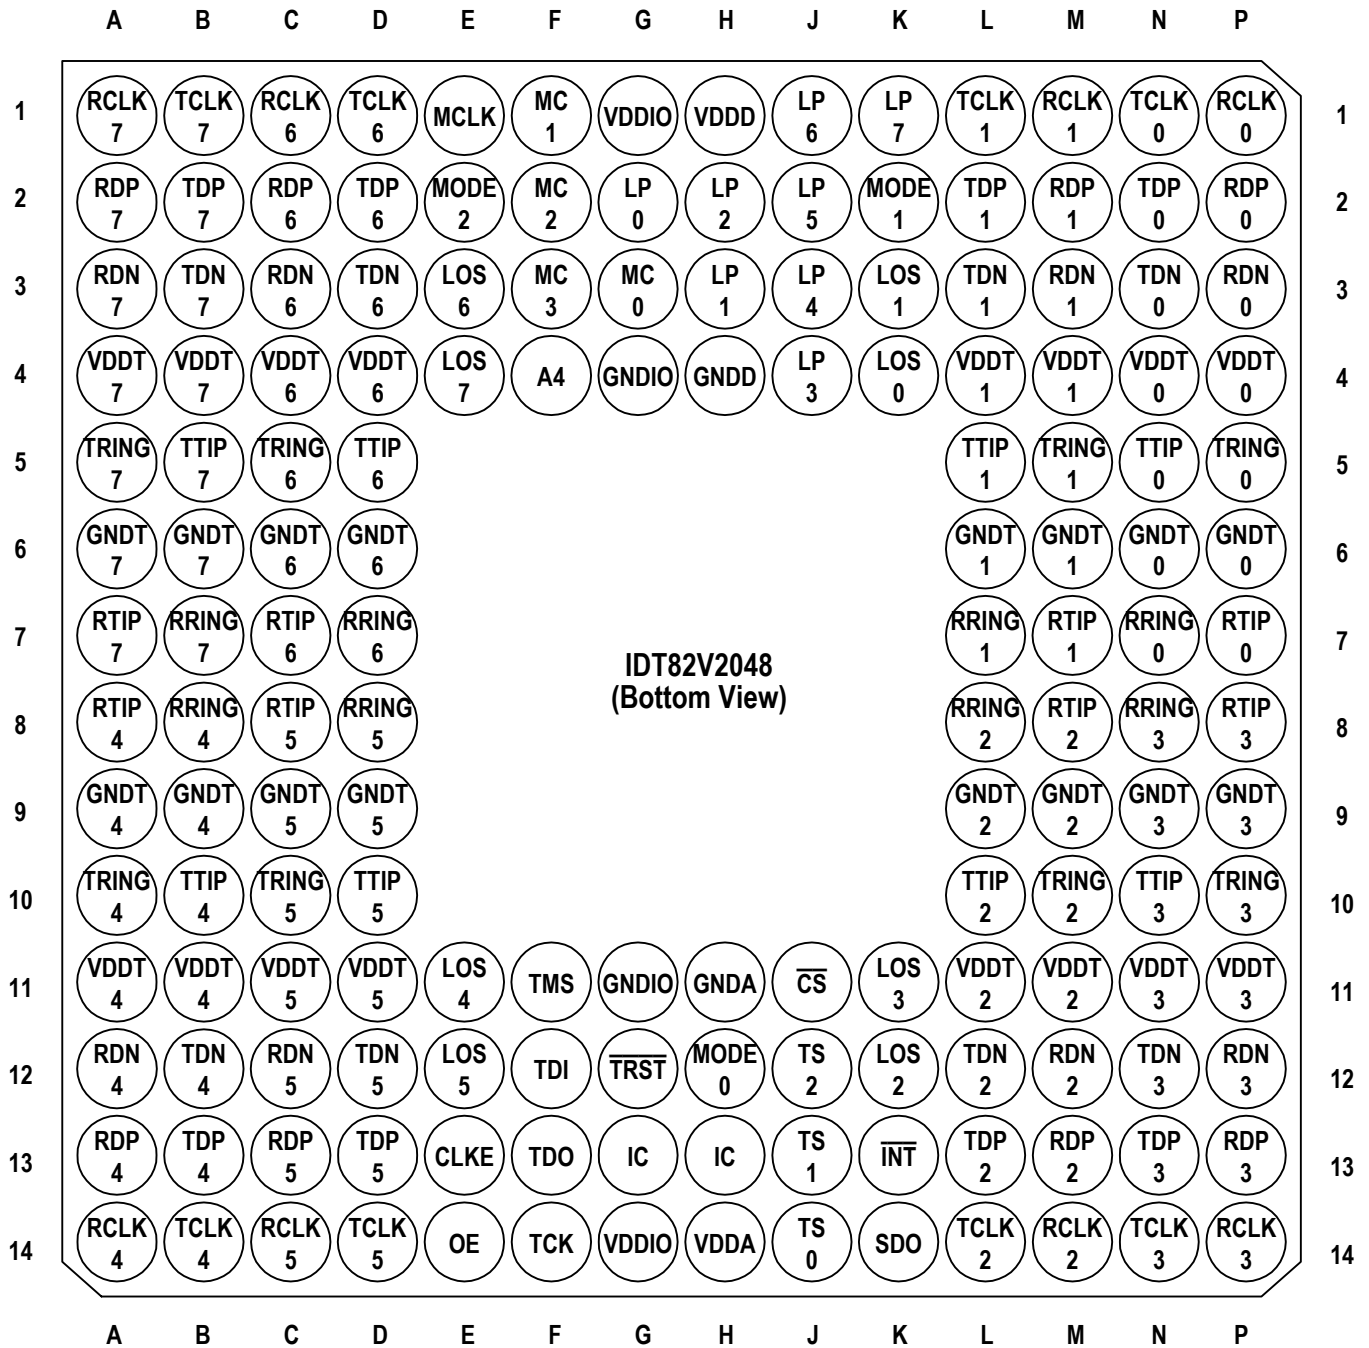 A B C D E F G H J K L M N P
1 RCLK TCLK RCLK TCLK MCLK MC VDDIO VDDD LP LP TCLK RCLK TCLK RCLK 1
7 7 6 6 1 6 7 1 1 0 0
2 RDP TDP RDP TDP MODE MC LP LP LP MODE TDP RDP TDP RDP 2
7 7 6 6 2 2 0 2 5 1 1 1 0 0
3 RDN TDN RDN TDN LOS MC MC LP LP LOS TDN RDN TDN RDN 3
7 7 6 6 6 3 0 1 4 1 1 1 0 0
4 VDDT VDDT VDDT VDDT LOS A4 GNDIO GNDD LP LOS VDDT VDDT VDDT VDDT 4
7 7 6 6 7 3 0 1 1 0 0
5 TRING TTIP TRING TTIP TTIP TRING TTIP TRING 5
7 7 6 6 1 1 0 0
6 GNDT GNDT GNDT GNDT GNDT GNDT GNDT GNDT 6
7 7 6 6 1 1 0 0
7 RTIP RRING RTIP RRING RRING RTIP RRING RTIP 7
7 7 6 6 1 1 0 0
IDT82V2048
(Bottom View)
8 RTIP RRING RTIP RRING RRING RTIP RRING RTIP 8
4 4 5 5 2 2 3 3
9 GNDT GNDT GNDT GNDT GNDT GNDT GNDT GNDT 9
4 4 5 5 2 2 3 3
10 TRING TTIP TRING TTIP TTIP TRING TTIP TRING 10
4 4 5 5 2 2 3 3
11 VDDT VDDT VDDT VDDT LOS TMS GNDIO GNDA CS LOS VDDT VDDT VDDT VDDT 11
4 4 5 5 4 3 2 2 3 3
12 RDN TDN RDN TDN LOS TDI TRST MODE TS LOS TDN RDN TDN RDN 12
4 4 5 5 5 0 2 2 2 2 3 3
13 RDP TDP RDP TDP CLKE TDO IC IC TS INT TDP RDP TDP RDP 13
4 4 5 5 1 2 2 3 3
14 RCLK TCLK RCLK TCLK OE TCK VDDIO VDDA TS SDO TCLK RCLK TCLK RCLK 14
4 4 5 5 0 2 2 3 3
A B C D E F G H J K L M N P